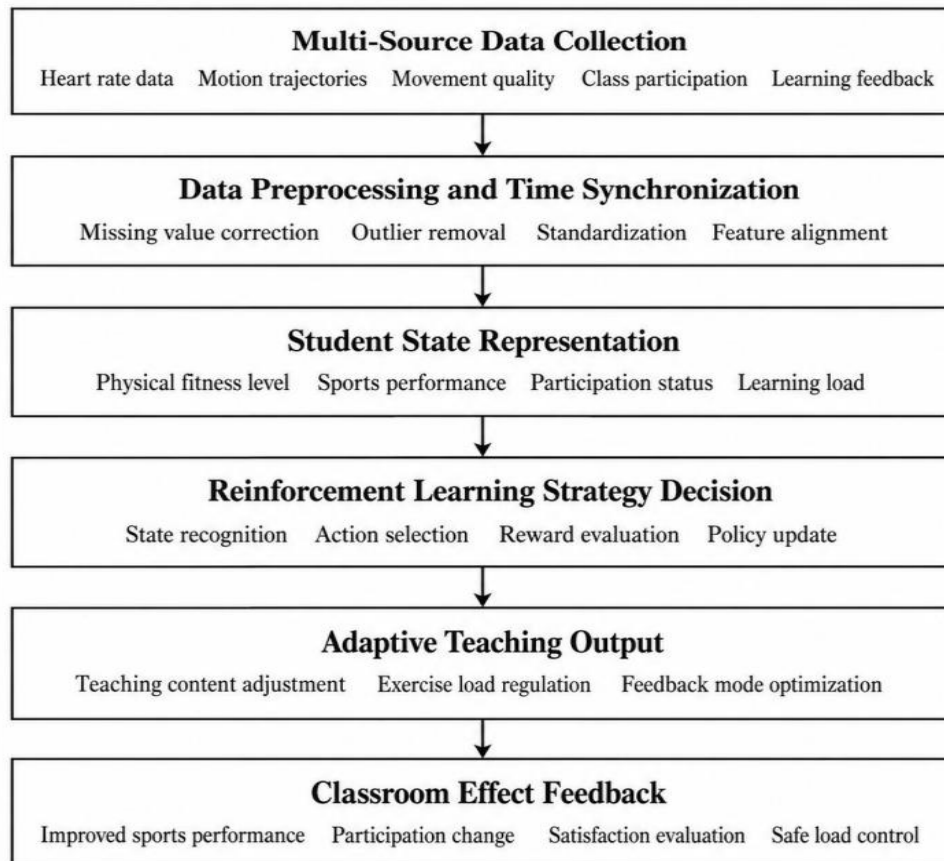 Multi-Source Data Collection
Heart rate data Motion trajectories Movement quality Class participation Learning feedback
Data Preprocessing and Time Synchronization
Missing value correction Outlier removal Standardization Feature alignment
Student State Representation
Physical fitness level Sports performance Participation status Learning load
Reinforcement Learning Strategy Decision
State recognition Action selection Reward evaluation Policy update
Adaptive Teaching Output
Teaching content adjustment Exercise load regulation Feedback mode optimization
Classroom Effect Feedback
Improved sports performance Participation change Satisfaction evaluation Safe load control